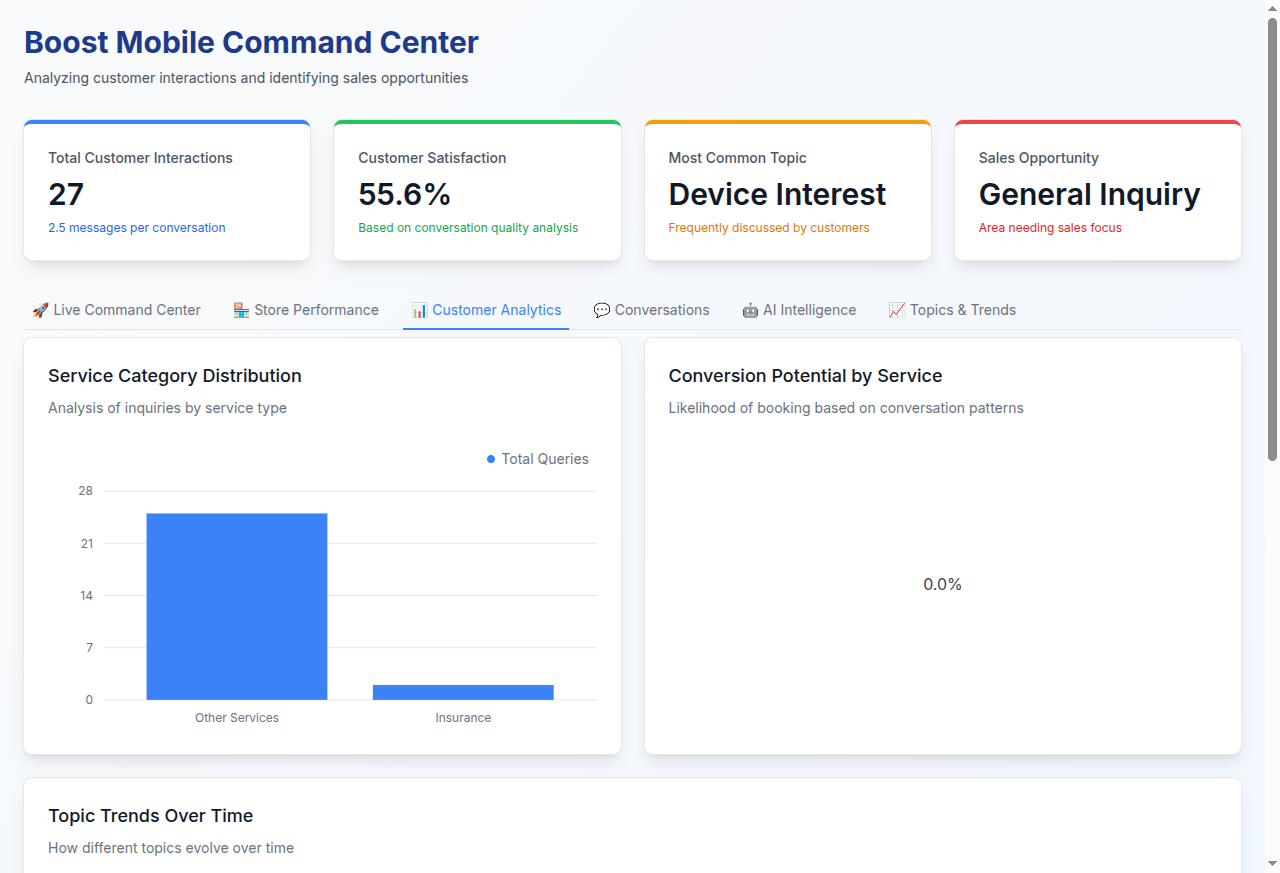 Boost Mobile Command Center
Analyzing customer interactions and identifying sales opportunities
Total Customer Interactions
27
2.5 messages per conversation
Customer Satisfaction
55.6%
Based on conversation quality analysis
Most Common Topic
Device Interest
Frequently discussed by customers
Sales Opportunity
General Inquiry
Area needing sales focus
🚀 Live Command Center
🏪 Store Performance
📊 Customer Analytics
💬 Conversations
🤖 AI Intelligence
📈 Topics & Trends
Service Category Distribution
Analysis of inquiries by service type
Total Queries
28
21
14
7
0
Other Services
Insurance
Conversion Potential by Service
Likelihood of booking based on conversation patterns
0.0%
Topic Trends Over Time
How different topics evolve over time